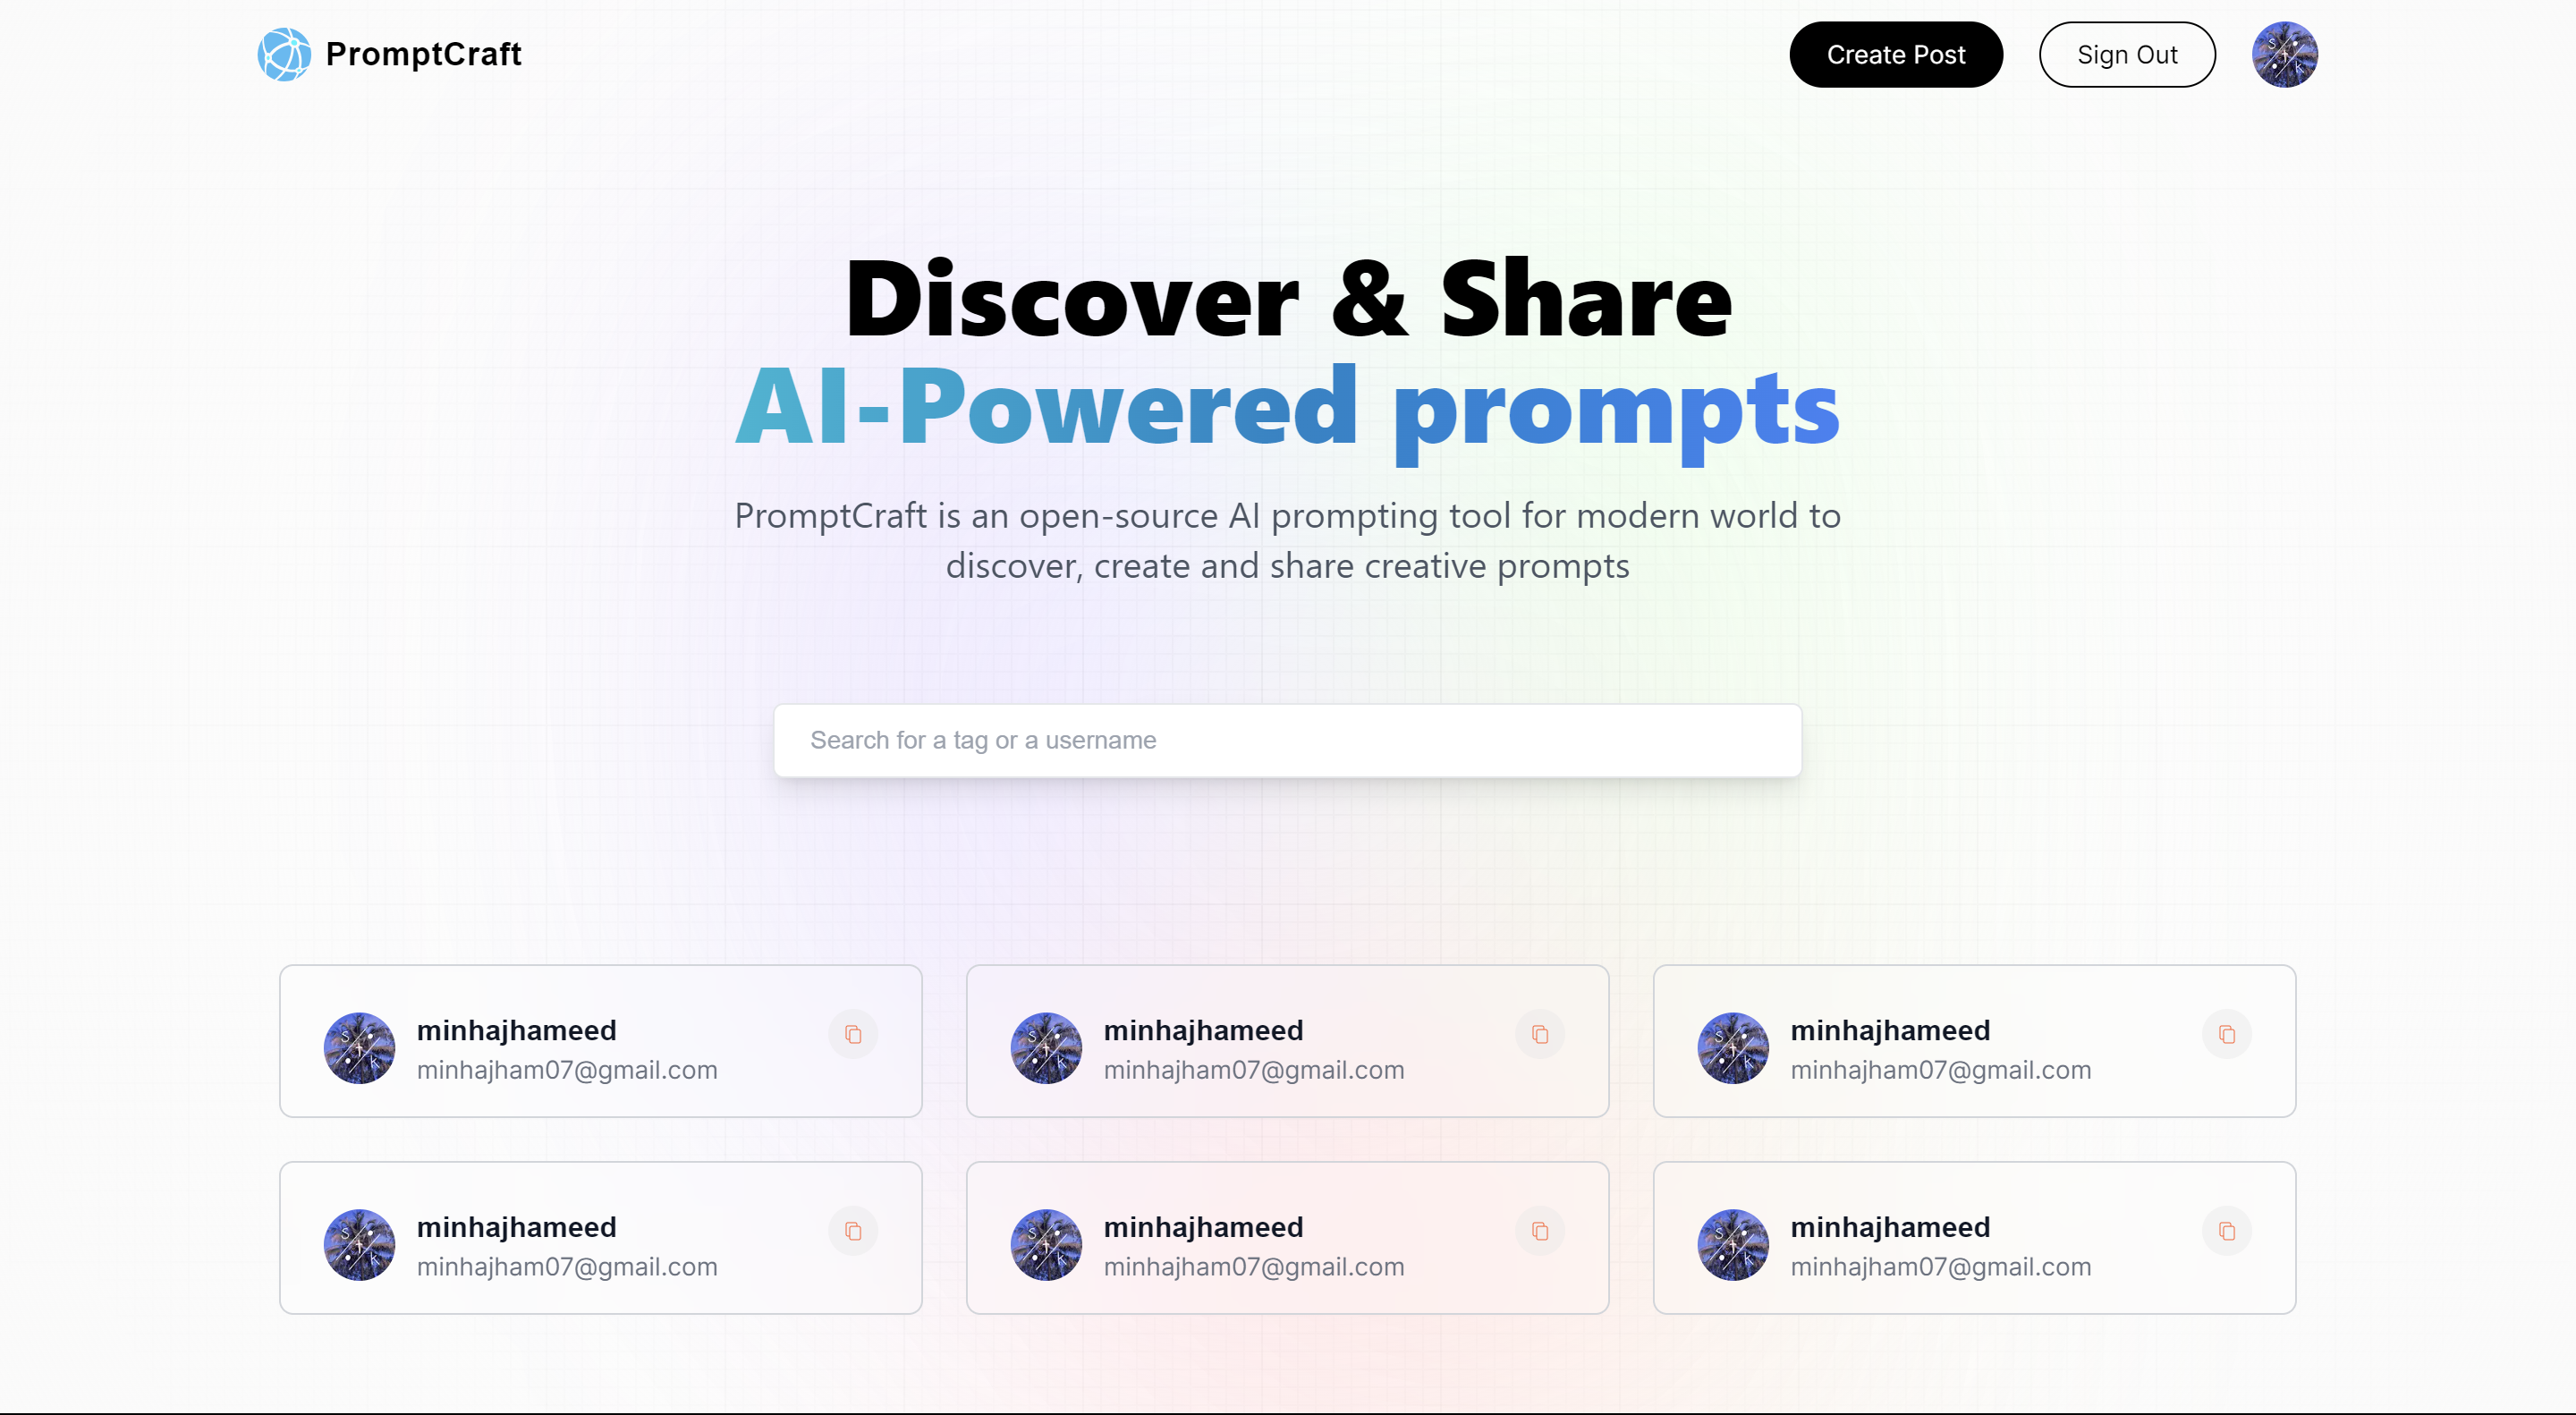 PromptCraft
Create Post
Sign Out
Discover & Share
AI-Powered prompts
PromptCraft is an open-source AI prompting tool for modern world to
discover, create and share creative prompts
Search for a tag or a username
minhajhameed
minhajham07@gmail.com
minhajhameed
minhajham07@gmail.com
minhajhameed
minhajham07@gmail.com
minhajhameed
minhajham07@gmail.com
minhajhameed
minhajham07@gmail.com
minhajhameed
minhajham07@gmail.com